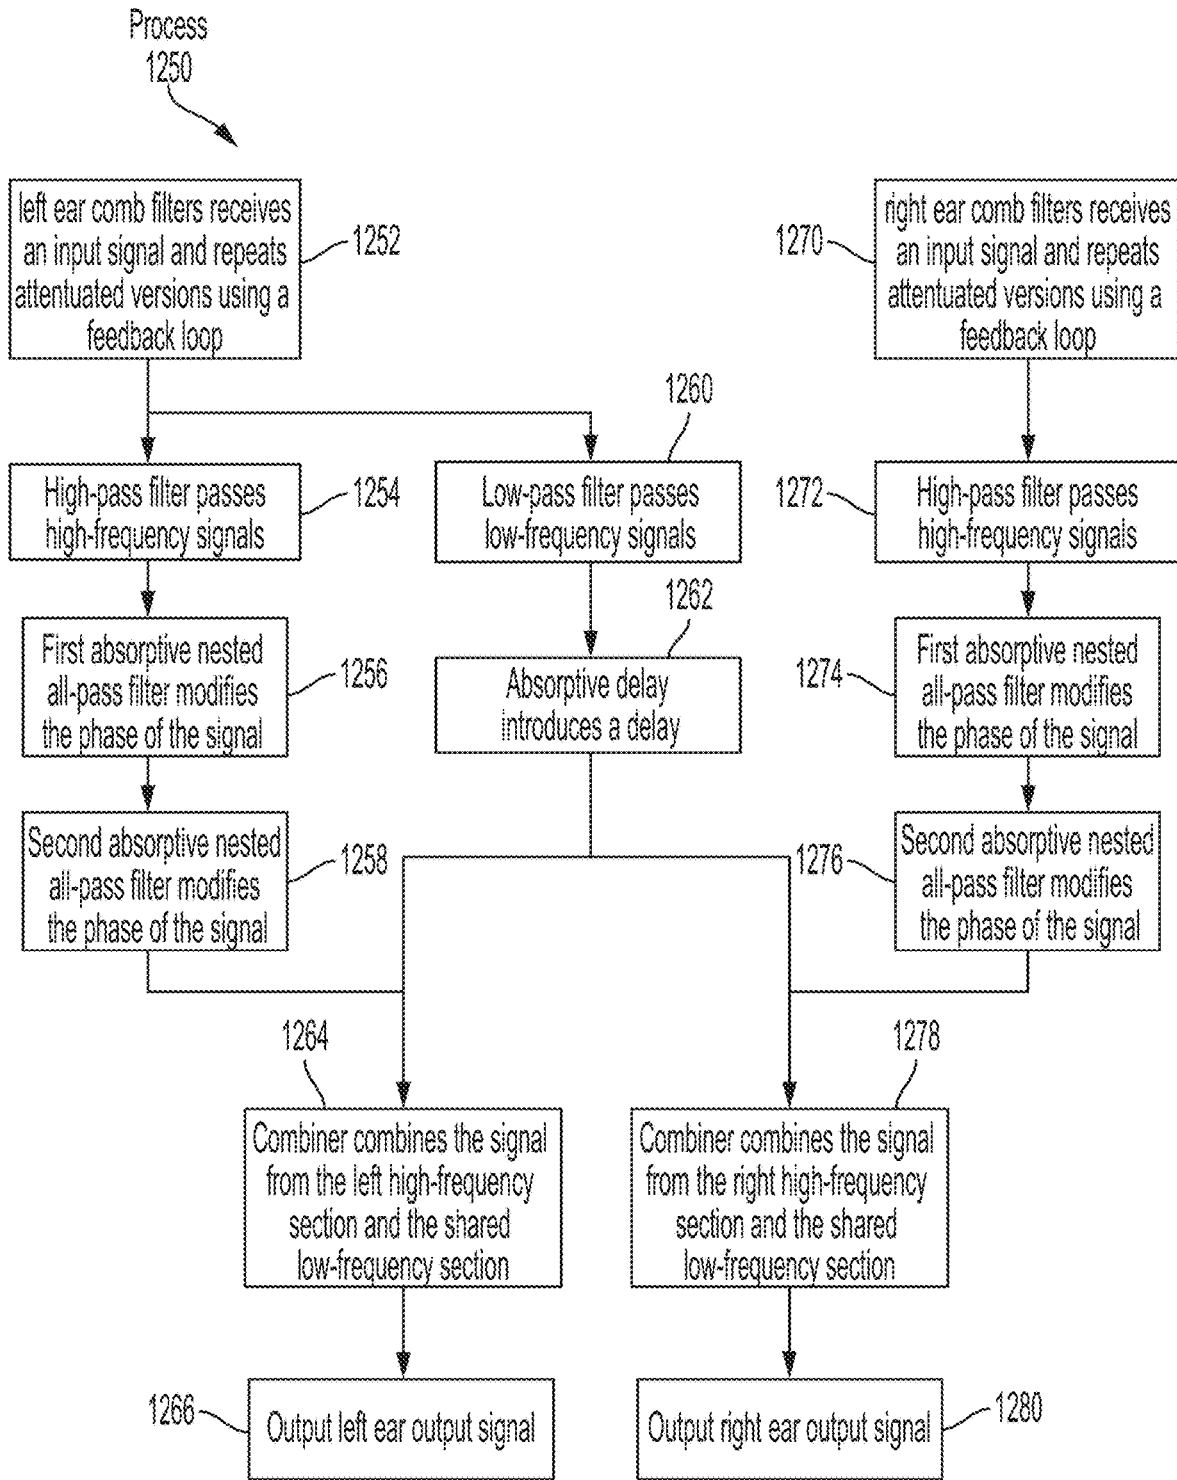 Process
1250
left ear comb filters receives
an input signal and repeats
attentuated versions using a
feedback loop
1252
1270
right ear comb filters receives
an input signal and repeats
attentuated versions using a
feedback loop
1260
High-pass filter passes
high-frequency signals
1254
Low-pass filter passes
low-frequency signals
1272
High-pass filter passes
high-frequency signals
1262
First absorptive nested
all-pass filter modifies
the phase of the signal
1256
Absorptive delay
introduces a delay
1274
First absorptive nested
all-pass filter modifies
the phase of the signal
Second absorptive nested
all-pass filter modifies
the phase of the signal
1258
1276
Second absorptive nested
all-pass filter modifies
the phase of the signal
1264
1278
Combiner combines the signal
from the left high-frequency
section and the shared
low-frequency section
Combiner combines the signal
from the right high-frequency
section and the shared
low-frequency section
1266
Output left ear output signal
Output right ear output signal
1280